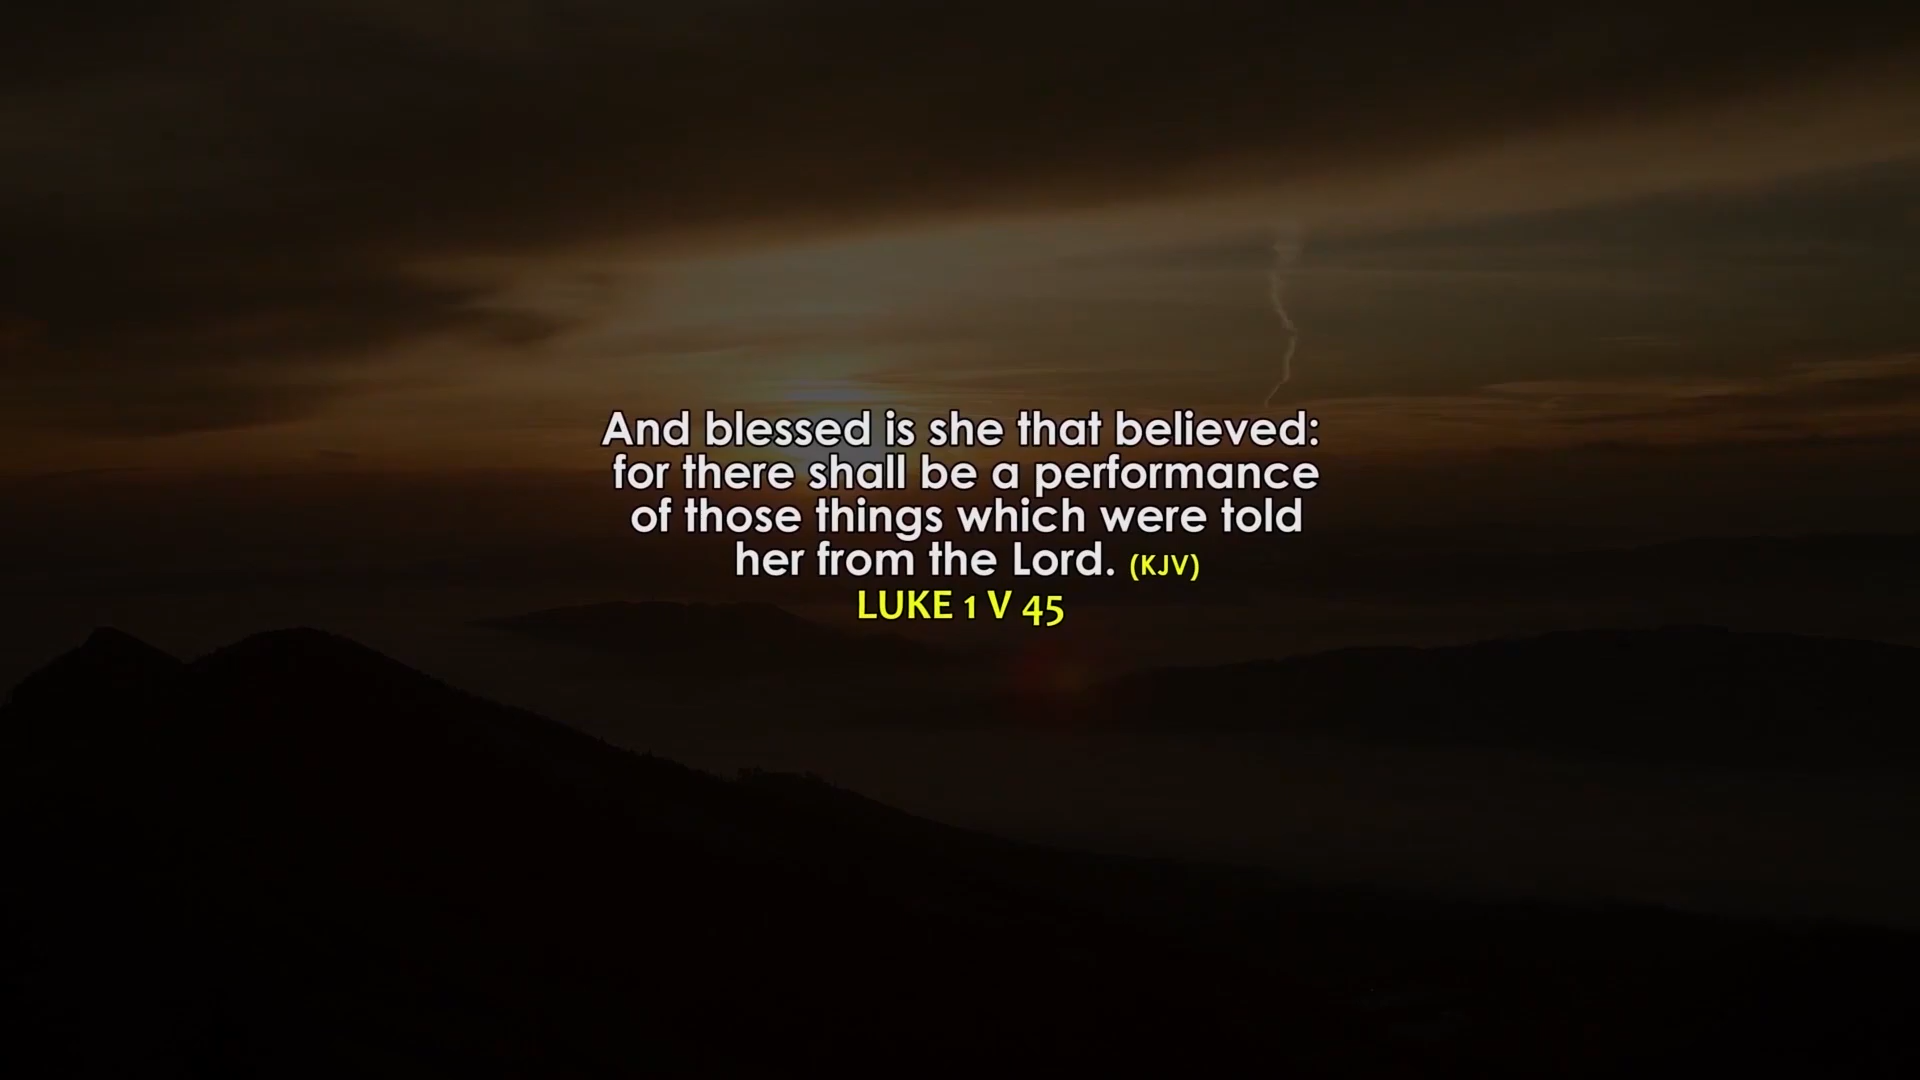 And blessed is she that believed:
for there shall be a performance
of those things which were told
her from the Lord. (KJV)
LUKE 1 V 45